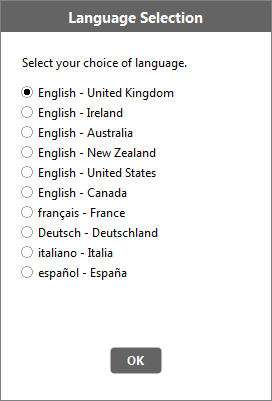 Language Selection
Select your choice of language.
English - United Kingdom
English - Ireland
English - Australia
English - New Zealand
English - United States
English - Canada
français - France
Deutsch - Deutschland
italiano - Italia
español - España
OK